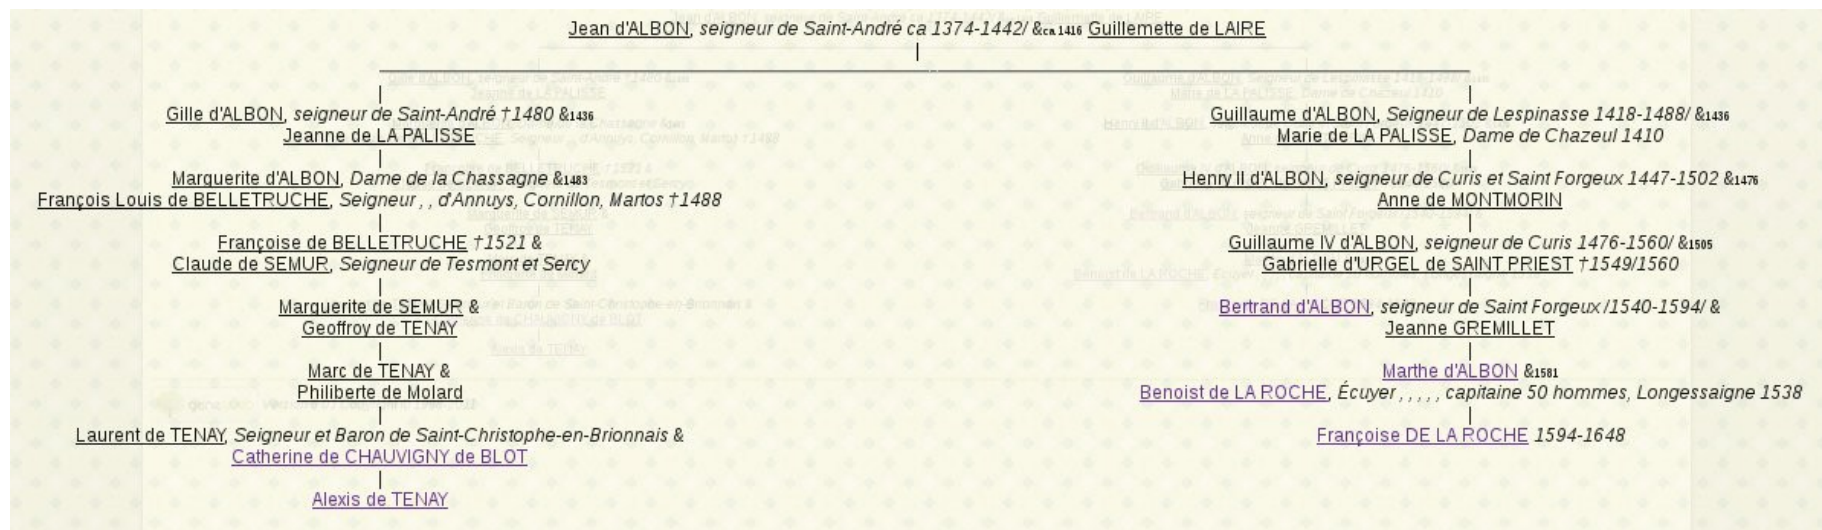 Jean d'ALBON, seigneur de Saint-André ca 1374-1442/ &ca 1416 Guillemette de LAIRE
Gille d'ALBON, seigneur de Saint-André †1480 &1436
Jeanne de LA PALISSE
Marguerite d'ALBON, Dame de la Chassagne &1483
François Louis de BELLETRUCHE, Seigneur , , d'Annuys, Cornillon, Martos †1488
Françoise de BELLETRUCHE †1521 &
Claude de SEMUR, Seigneur de Tesmont et Sercy
Marguerite de SEMUR &
Geoffroy de TENAY
Marc de TENAY &
Philiberte de Molard
Laurent de TENAY, Seigneur et Baron de Saint-Christophe-en-Brionnais &
Catherine de CHAUVIGNY de BLOT
Alexis de TENAY
Guillaume d'ALBON, Seigneur de Lespinasse 1418-1488/ &1436
Marie de LA PALISSE, Dame de Chazeul 1410
Henry II d'ALBON, seigneur de Curis et Saint Forgeux 1447-1502 &1476
Anne de MONTMORIN
Guillaume IV d'ALBON, seigneur de Curis 1476-1560/ &1505
Gabrielle d'URGEL de SAINT PRIEST †1549/1560
Bertrand d'ALBON, seigneur de Saint Forgeux /1540-1594/ &
Jeanne GREMILLET
Marthe d'ALBON &1581
Benoist de LA ROCHE, Écuyer , , , , , capitaine 50 hommes, Longessaigne 1538
Françoise DE LA ROCHE 1594-1648